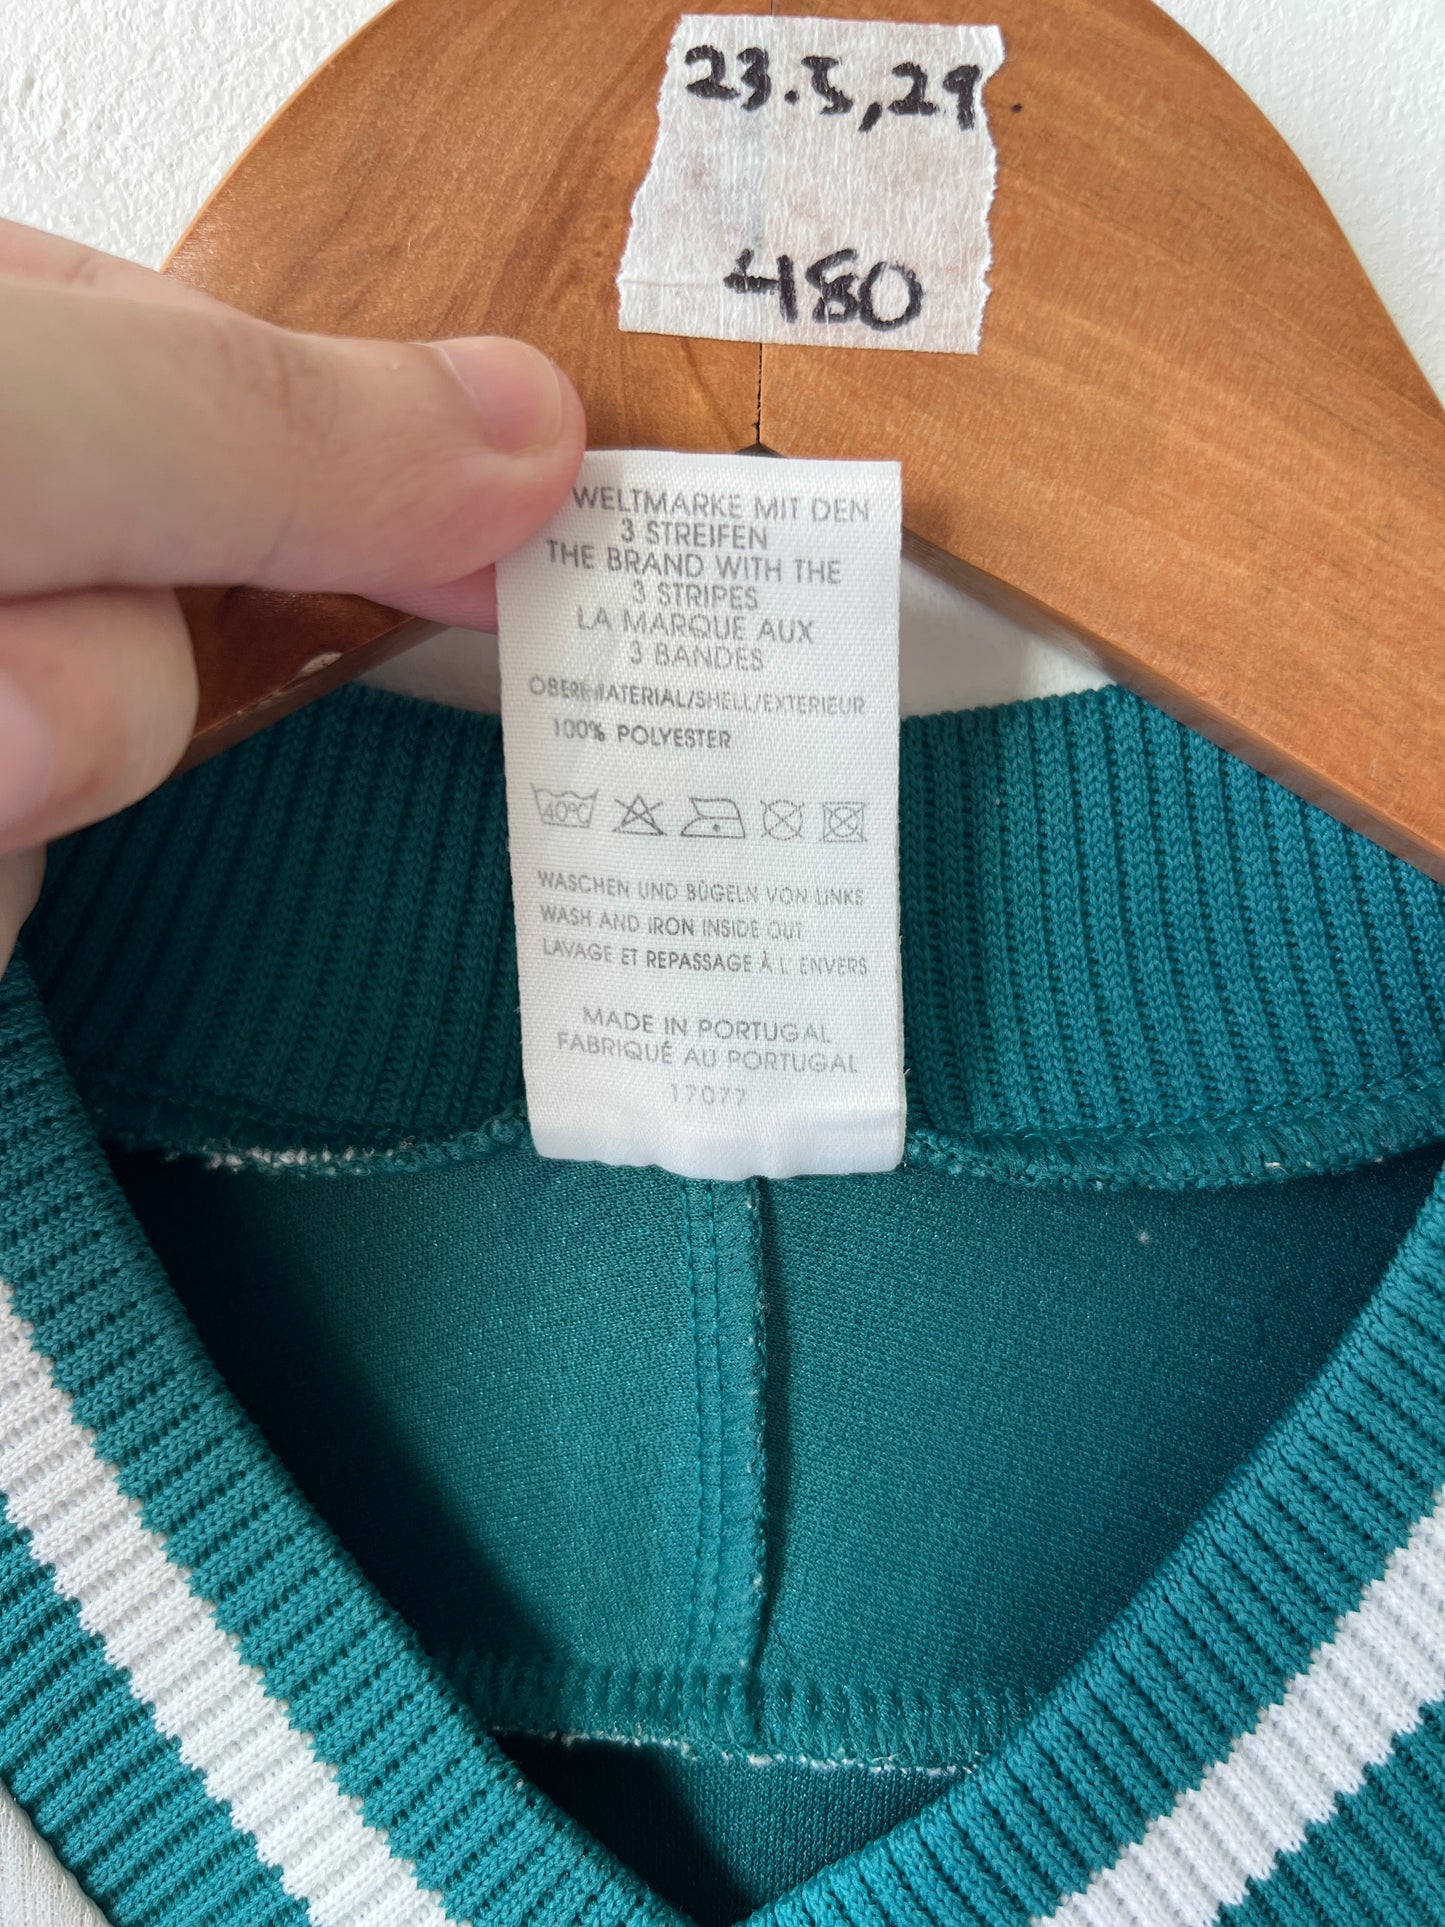 23.5, 29
480
WELTMARKE MIT DEN
3 STREIFEN
THE BRAND WITH THE
3 STRIPES
LA MARQUE AUX
3 BANDES
OBERMATERIAL/SHELL/EXTERIEUR
100% POLYESTER
40°C
WASCHEN UND BÜGELN VON LINKS
WASH AND IRON INSIDE OUT
LAVAGE ET REPASSAGE À L' ENVERS
MADE IN PORTUGAL
FABRIQUÉ AU PORTUGAL
17077